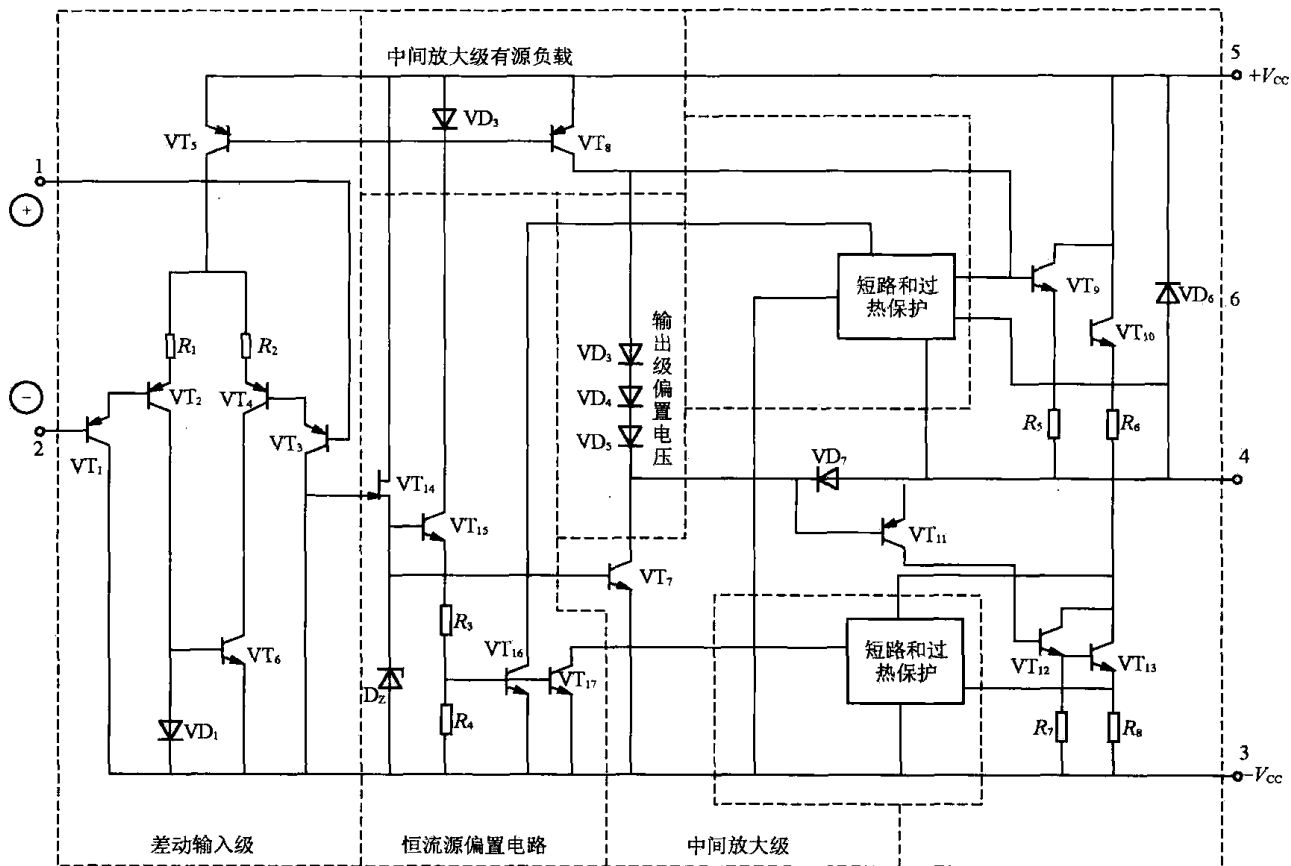 中间放大级有源负载
5
+V_CC
VD₃
VT₅
VT₈
1
+
短路和过
热保护
VT₉
VD₆
6
输出级偏置电压
R₁
R₂
VT₁₀
VD₃
−
VT₂
VT₄
VD₄
R₅
R₆
2
VT₁
VT₃
VD₅
VD₇
4
VT₁₄
VT₁₅
VT₁₁
VT₇
R₃
短路和过
热保护
VT₆
VT₁₆
VT₁₇
VT₁₂
VT₁₃
D_Z
VD₁
R₄
R₇
R₈
3
−V_CC
差动输入级
恒流源偏置电路
中间放大级